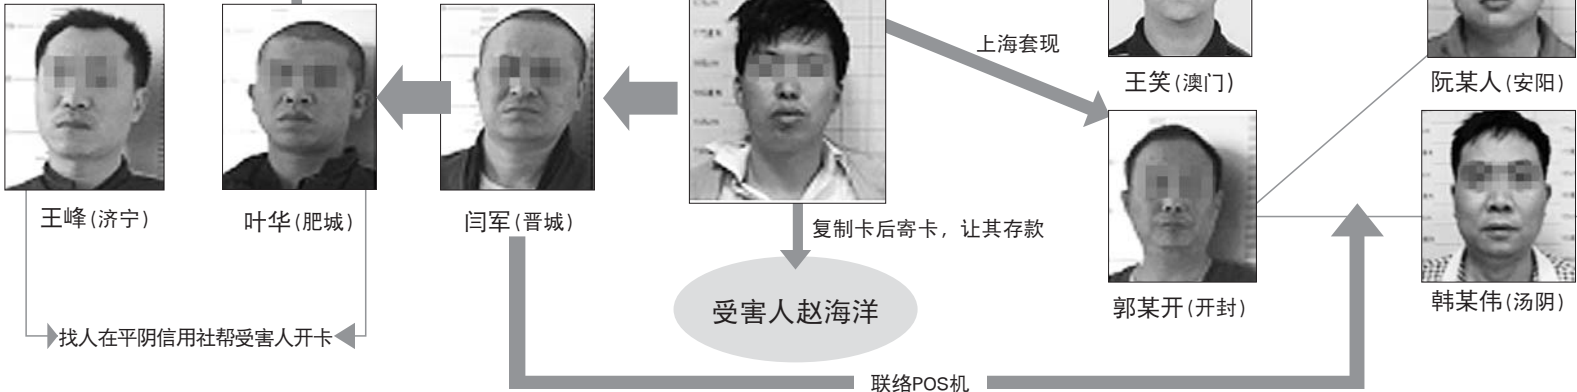 上海套现
王笑(澳门)
阮某人(安阳)
王峰(济宁)
叶华(肥城)
闫军(晋城)
复制卡后寄卡，让其存款
受害人赵海洋
郭某开(开封)
韩某伟(汤阴)
找人在平阴信用社帮受害人开卡
联络POS机